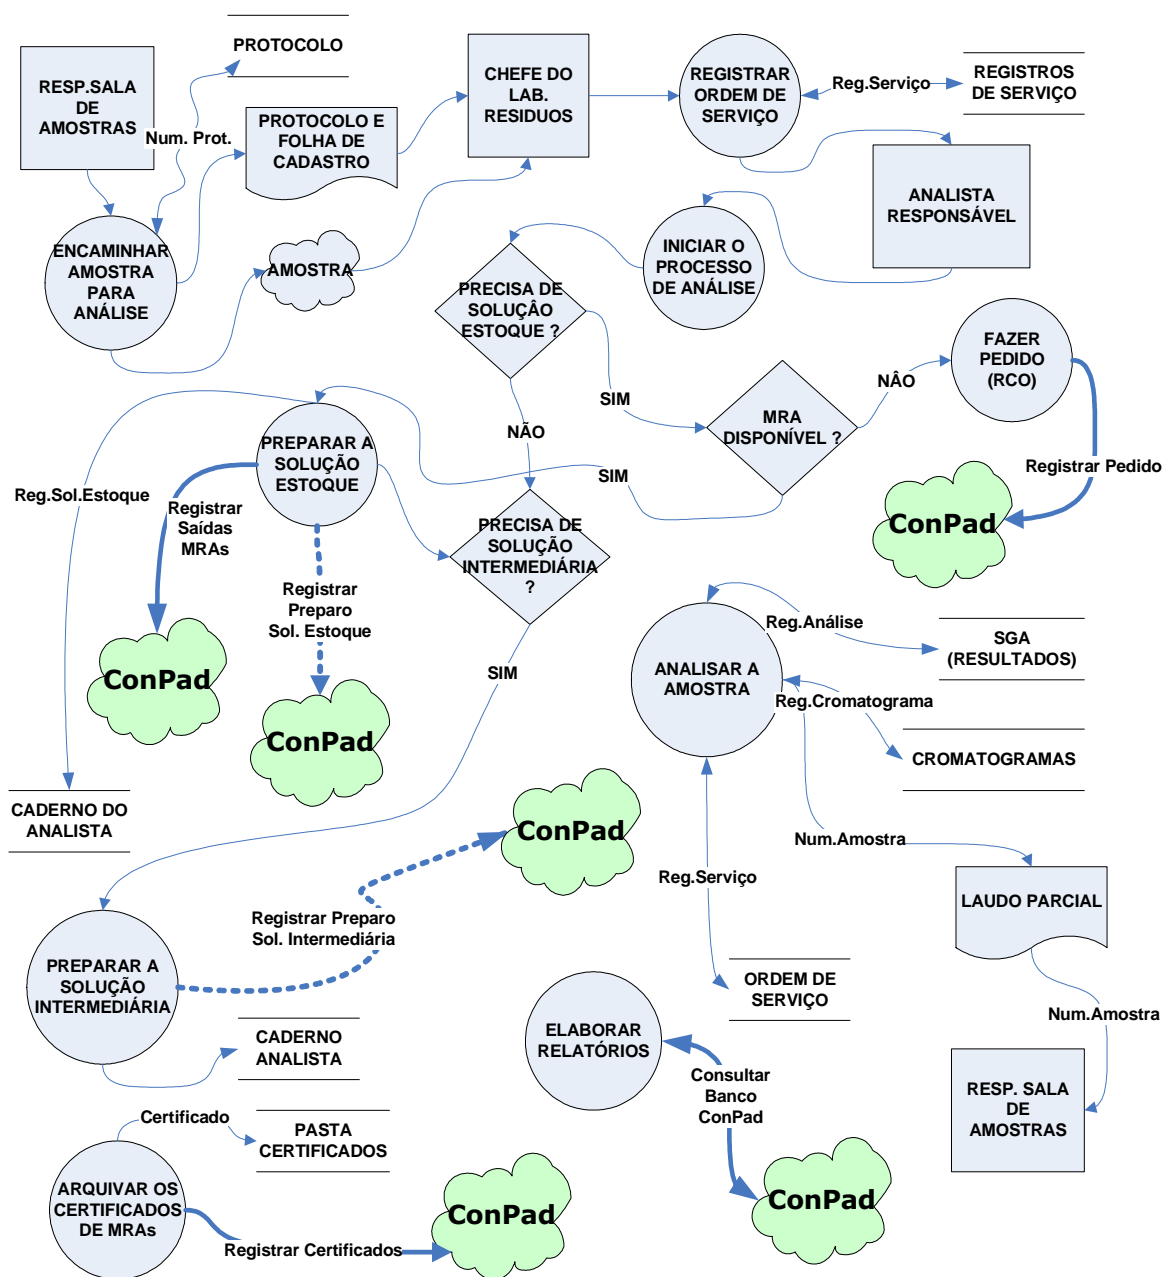 PROTOCOLO
RESP.SALA
DE
AMOSTRAS
Num. Prot.
PROTOCOLO E
FOLHA DE
CADASTRO
CHEFE DO
LAB.
RESIDUOS
REGISTRAR
ORDEM DE
SERVIÇO
Reg.Serviço
REGISTROS
DE SERVIÇO
ANALISTA
RESPONSÁVEL
ENCAMINHAR
AMOSTRA
PARA
ANÁLISE
AMOSTRA
INICIAR O
PROCESSO
DE ANÁLISE
PRECISA DE
SOLUÇÂO
ESTOQUE ?
SIM
NÃO
MRA
DISPONÍVEL ?
NÂO
FAZER
PEDIDO
(RCO)
Registrar Pedido
ConPad
SIM
PREPARAR A
SOLUÇÃO
ESTOQUE
Reg.Sol.Estoque
Registrar
Saídas
MRAs
ConPad
Registrar
Preparo
Sol. Estoque
ConPad
PRECISA DE
SOLUÇÃO
INTERMEDIÁRIA
?
SIM
CADERNO DO
ANALISTA
ANALISAR A
AMOSTRA
Reg.Análise
SGA
(RESULTADOS)
Reg.Cromatograma
CROMATOGRAMAS
Num.Amostra
LAUDO PARCIAL
Reg.Serviço
ORDEM DE
SERVIÇO
Num.Amostra
RESP. SALA
DE
AMOSTRAS
ConPad
Registrar Preparo
Sol. Intermediária
PREPARAR A
SOLUÇÃO
INTERMEDIÁRIA
CADERNO
ANALISTA
ELABORAR
RELATÓRIOS
Consultar
Banco
ConPad
ConPad
Certificado
PASTA
CERTIFICADOS
ARQUIVAR OS
CERTIFICADOS
DE MRAs
Registrar Certificados
ConPad